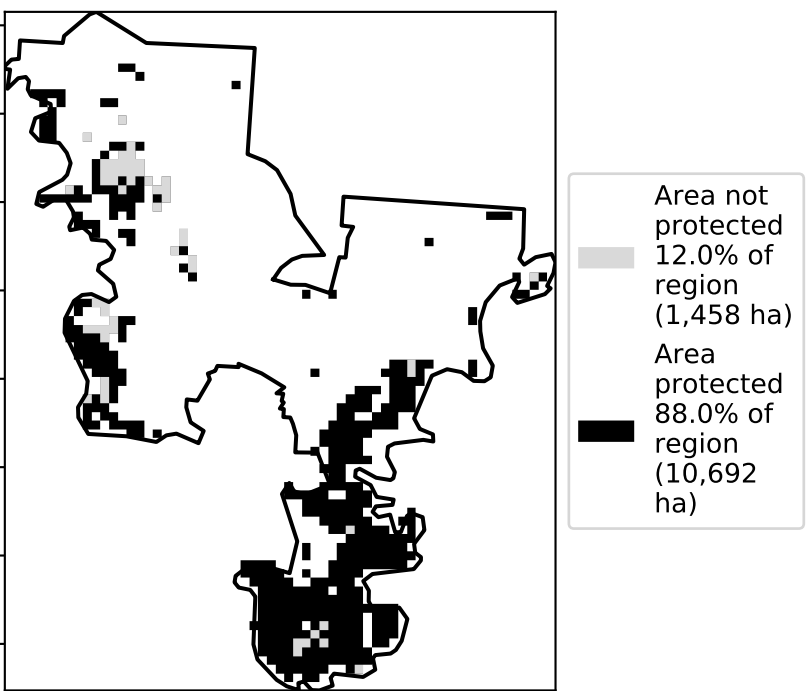 Area not
protected
12.0% of
region
(1,458 ha)
Area
protected
88.0% of
region
(10,692
ha)